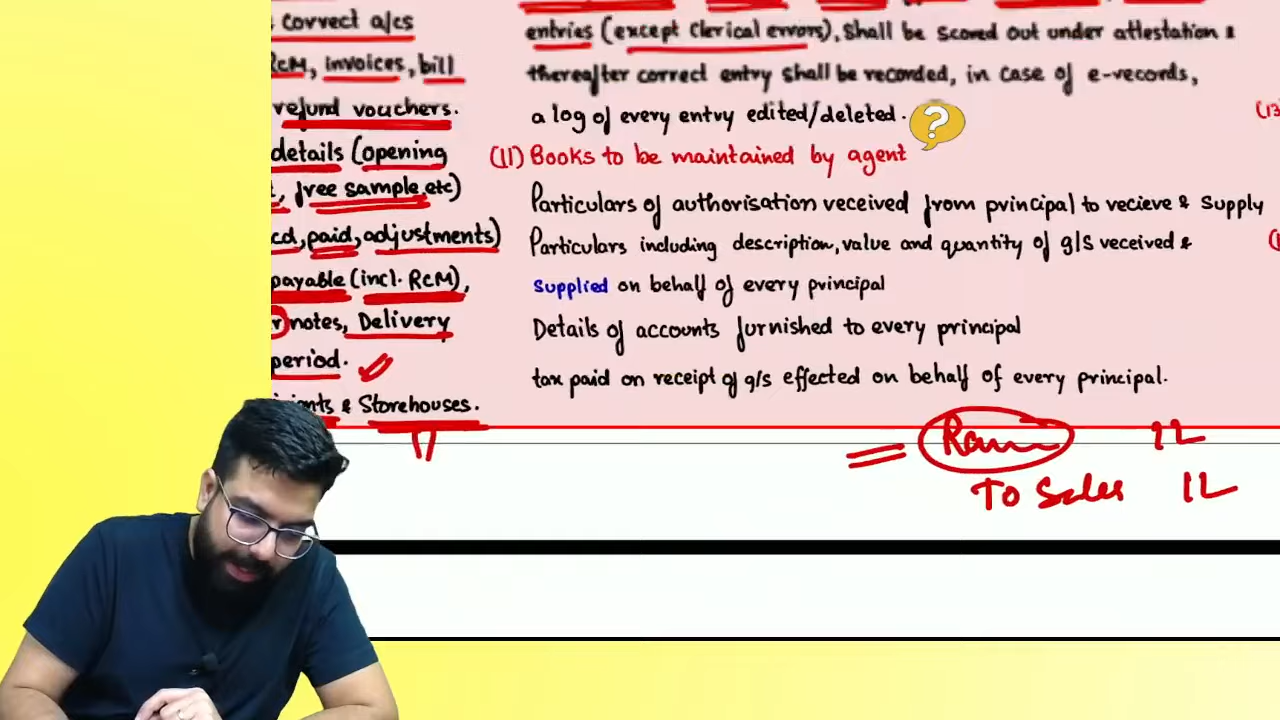 correct a/cs
RCM, invoices, bill
refund vouchers.
details (opening
free sample etc)
paid, adjustments)
payable (incl. RCM),
notes, Delivery
period.
& Storehouses.
entries (except clerical errors), shall be scored out under attestation &
thereafter correct entry shall be recorded, in case of e-records,
a log of every entry edited/deleted. ?
(11) Books to be maintained by agent
Particulars of authorisation received from principal to recieve & supply
Particulars including description, value and quantity of g/s received &
supplied on behalf of every principal
Details of accounts furnished to every principal
tax paid on receipt of g/s effected on behalf of every principal.
Ram 1L
To Sales 1L